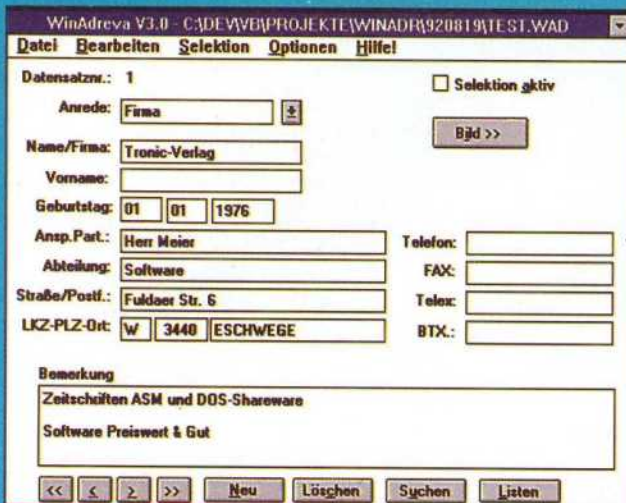 WinAdreva V3.0 - C:\DEV\VB\PROJEKTE\WINADR\920819\TEST.WAD
Datei Bearbeiten Selektion Optionen Hilfe!
Datensatznr.: 1
Selektion aktiv
Anrede: Firma
Bild >>
Name/Firma: Tronic-Verlag
Vorname:
Geburtstag: 01 01 1976
Ansp.Part.: Herr Meier Telefon:
Abteilung: Software FAX:
Straße/Postf.: Fuldaer Str. 6 Telex:
LKZ-PLZ-Ort: W 3440 ESCHWEGE BTX.:
Bemerkung
Zeitschriften ASM und DOS-Shareware
Software Preiswert & Gut
<< < > >> Neu Löschen Suchen Listen